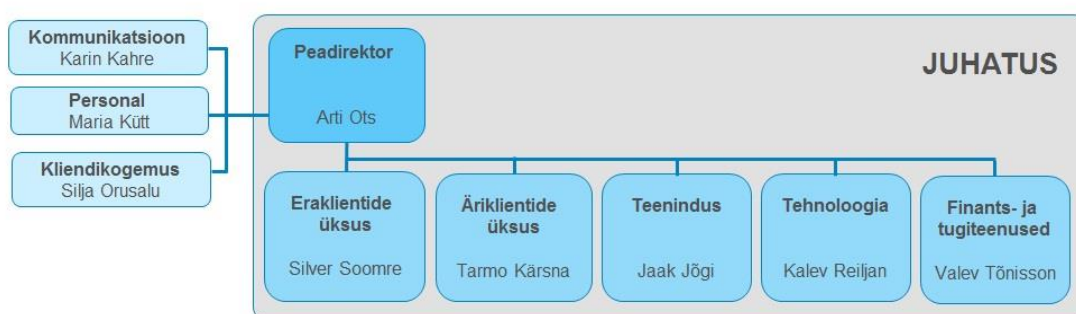 Kommunikatsioon
Karin Kahre
Personal
Maria Kütt
Kliendikogemus
Silja Orusalu
Peadirektor
Arti Ots
JUHATUS
Eraklientide
üksus
Silver Soomre
Äriklientide
üksus
Tarmo Kärsna
Teenindus
Jaak Jõgi
Tehnoloogia
Kalev Reiljan
Finants- ja
tugiteenused
Valev Tõnisson